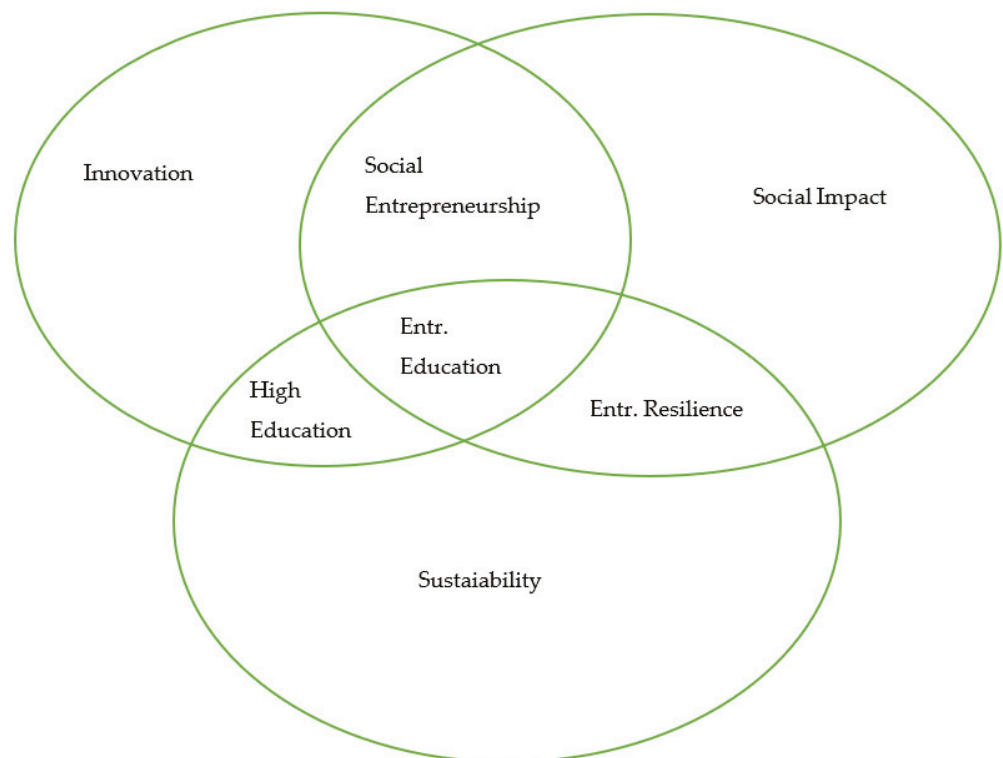 Innovation
Social
Entrepreneurship
Social Impact
Entr.
Education
High
Education
Entr. Resilience
Sustaiability